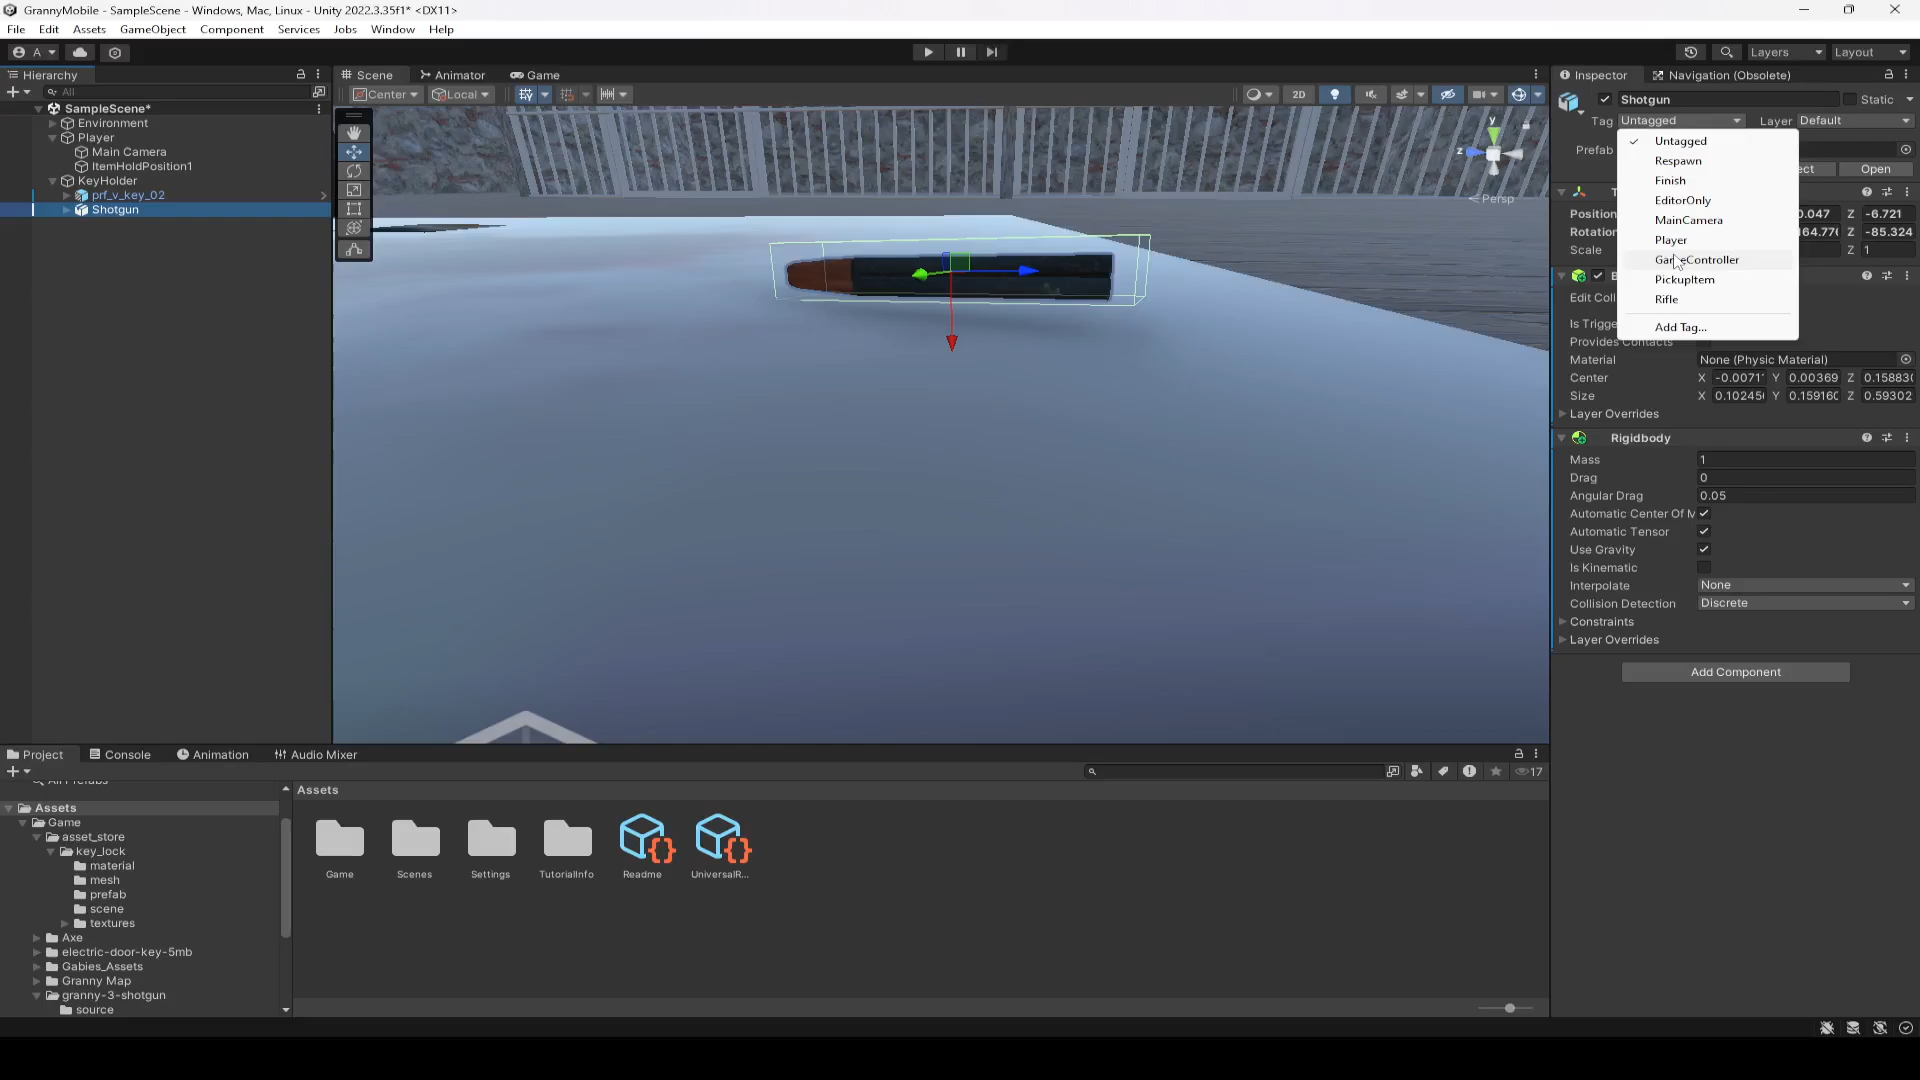 GrannyMobile - SampleScene - Windows, Mac, Linux - Unity 2022.3.35f1* <DX11>
File Edit Assets GameObject Component Services Jobs Window Help
A Layers Layout
Hierarchy
All
SampleScene*
Environment
Player
Main Camera
ItemHoldPosition1
KeyHolder
prf_v_key_02
Shotgun
Scene Animator Game
Center Local 2D
y
z
Persp
Inspector Navigation (Obsolete)
Shotgun Static
Tag Untagged Layer Default
Prefab
Open
Untagged
Respawn
Finish
EditorOnly
MainCamera
Player
GameController
PickupItem
Rifle
Add Tag...
Position 0.047 Z -6.721
Z -85.324
Scale Z 1
Edit Coll
Is Trigge
Provides Contacts
Material None (Physic Material)
Center X -0.0071 Y 0.00369 Z 0.15883
Size X 0.10245 Y 0.15916 Z 0.59302
Layer Overrides
Rigidbody
Mass 1
Drag 0
Angular Drag 0.05
Automatic Center Of M
Automatic Tensor
Use Gravity
Is Kinematic
Interpolate None
Collision Detection Discrete
Constraints
Layer Overrides
Add Component
Project Console Animation Audio Mixer
17
Assets
Game
asset_store
key_lock
material
mesh
prefab
scene
textures
Axe
electric-door-key-5mb
Gabies_Assets
Granny Map
granny-3-shotgun
source
Assets
Game Scenes Settings TutorialInfo Readme UniversalR...